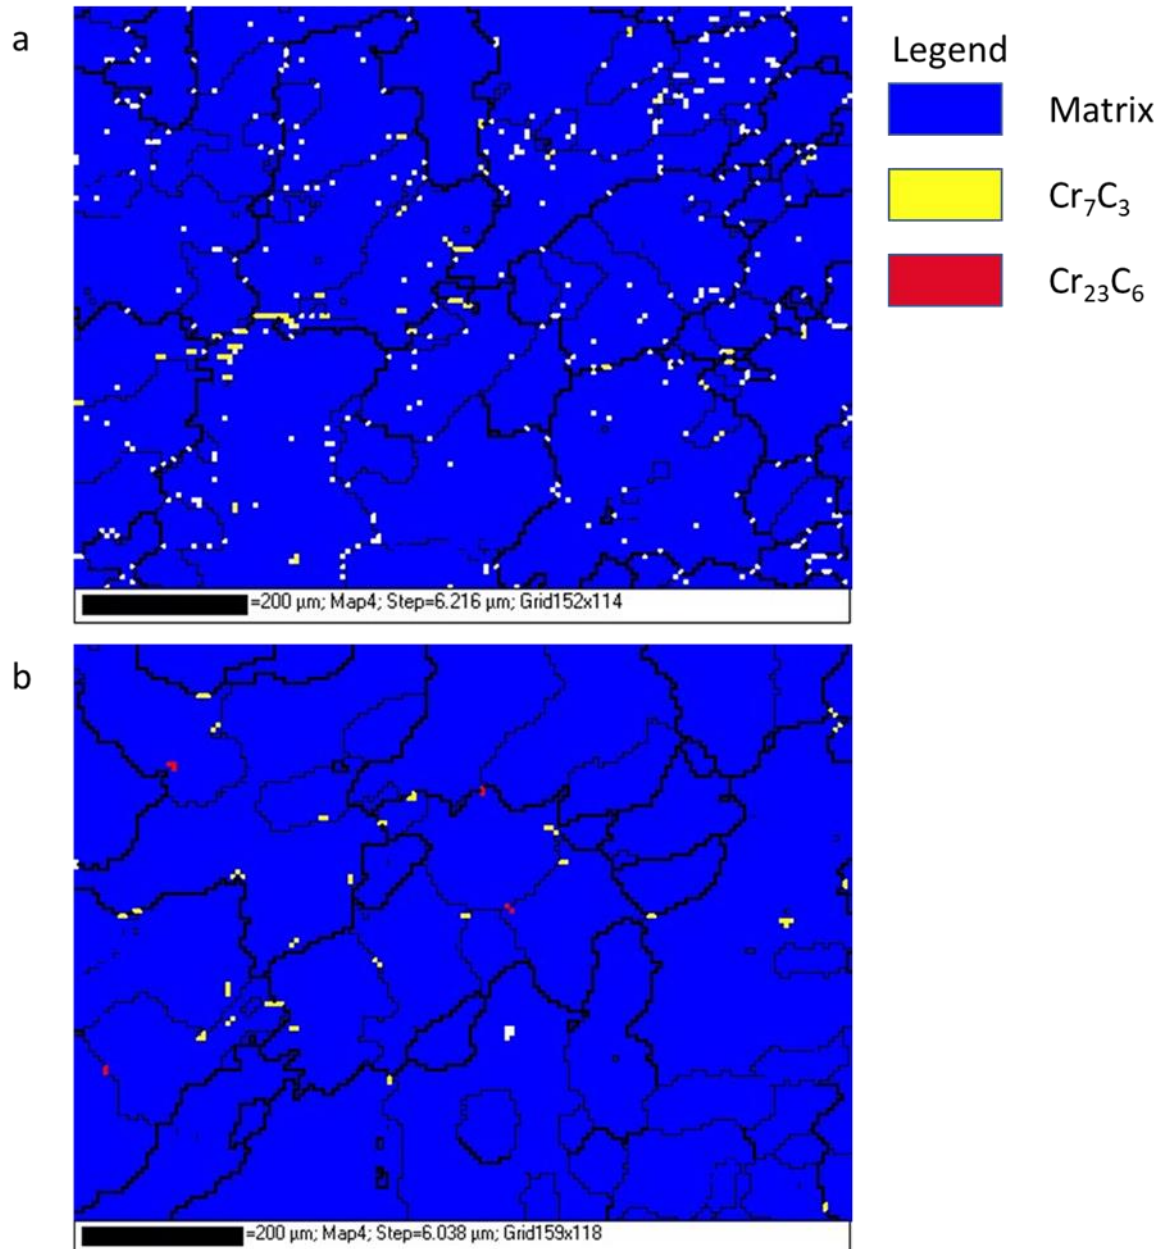 a
Legend
Matrix
Cr₇C₃
Cr₂₃C₆
=200 µm; Map4; Step=6.216 µm; Grid152x114
b
=200 µm; Map4; Step=6.038 µm; Grid159x118